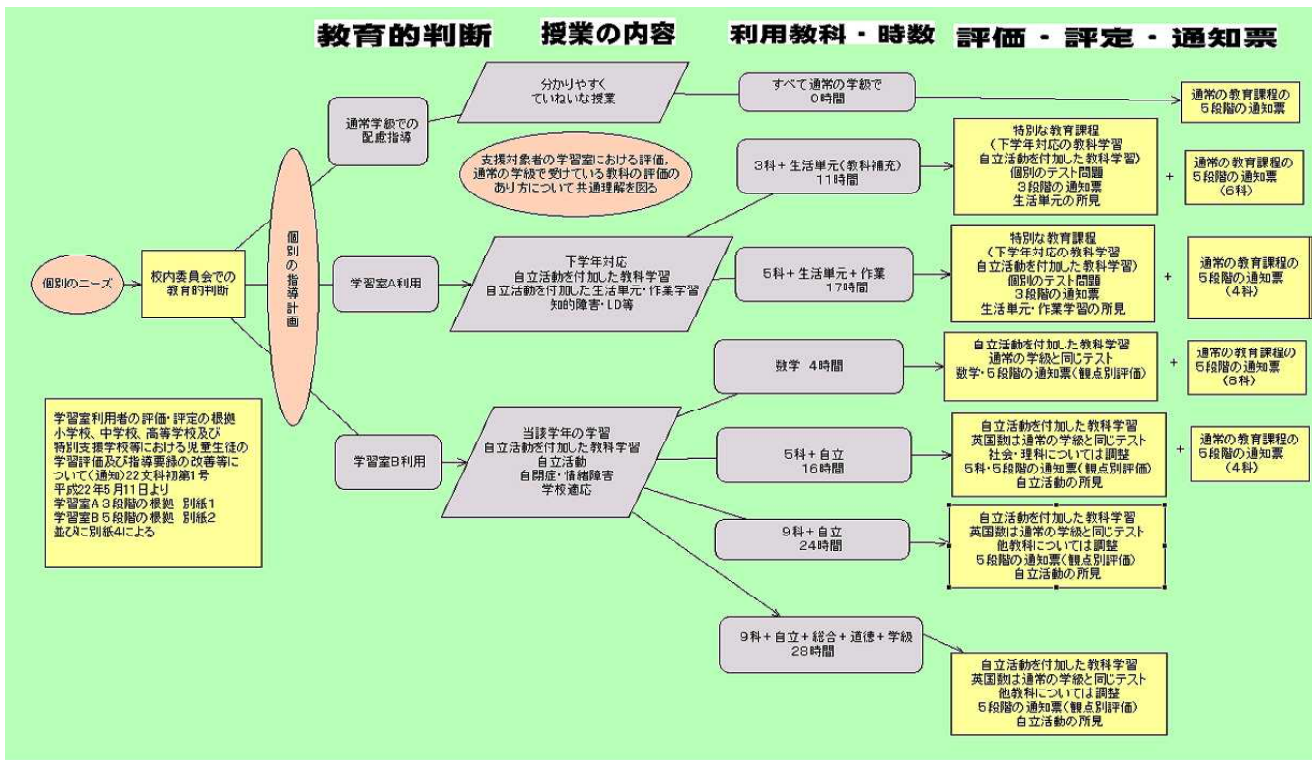 教育的判断
授業の内容
利用教科・時数
評価・評定・通知票
個別のニーズ
校内委員会での
教育的判断
個別の指導計画
通常学級での
配慮指導
分かりやすく
ていねいな授業
すべて通常の学級で
0時間
通常の教育課程の
5段階の通知票
支援対象者の学習室における評価,
通常の学級で受けている教科の評価の
あり方について共通理解を図る
学習室A利用
下学年対応
自立活動を付加した教科学習
自立活動を付加した生活単元・作業学習
知的障害・LD等
3科+生活単元(教科補充)
11時間
特別な教育課程
(下学年対応の教科学習
自立活動を付加した教科学習)
個別のテスト問題
3段階の通知票
生活単元の所見
+
通常の教育課程の
5段階の通知票
(6科)
5科+生活単元+作業
17時間
特別な教育課程
(下学年対応の教科学習
自立活動を付加した教科学習)
個別のテスト問題
3段階の通知票
生活単元・作業学習の所見
+
通常の教育課程の
5段階の通知票
(4科)
学習室B利用
当該学年の学習
自立活動を付加した教科学習
自立活動
自閉症・情緒障害
学校適応
数学 4時間
自立活動を付加した教科学習
通常の学級と同じテスト
数学・5段階の通知票(観点別評価)
+
通常の教育課程の
5段階の通知票
(8科)
5科+自立
16時間
自立活動を付加した教科学習
英国数は通常の学級と同じテスト
社会・理科については調整
5科・5段階の通知票(観点別評価)
自立活動の所見
+
通常の教育課程の
5段階の通知票
(4科)
9科+自立
24時間
自立活動を付加した教科学習
英国数は通常の学級と同じテスト
他教科については調整
5段階の通知票(観点別評価)
自立活動の所見
9科+自立+総合+道徳+学級
28時間
自立活動を付加した教科学習
英国数は通常の学級と同じテスト
他教科については調整
5段階の通知票(観点別評価)
自立活動の所見
学習室利用者の評価・評定の根拠
小学校、中学校、高等学校及び
特別支援学校等における児童生徒の
学習評価及び指導要録の改善等に
ついて(通知)22文科初第1号
平成22年5月11日より
学習室A3段階の根拠 別紙1
学習室B5段階の根拠 別紙2
並びに別紙4による